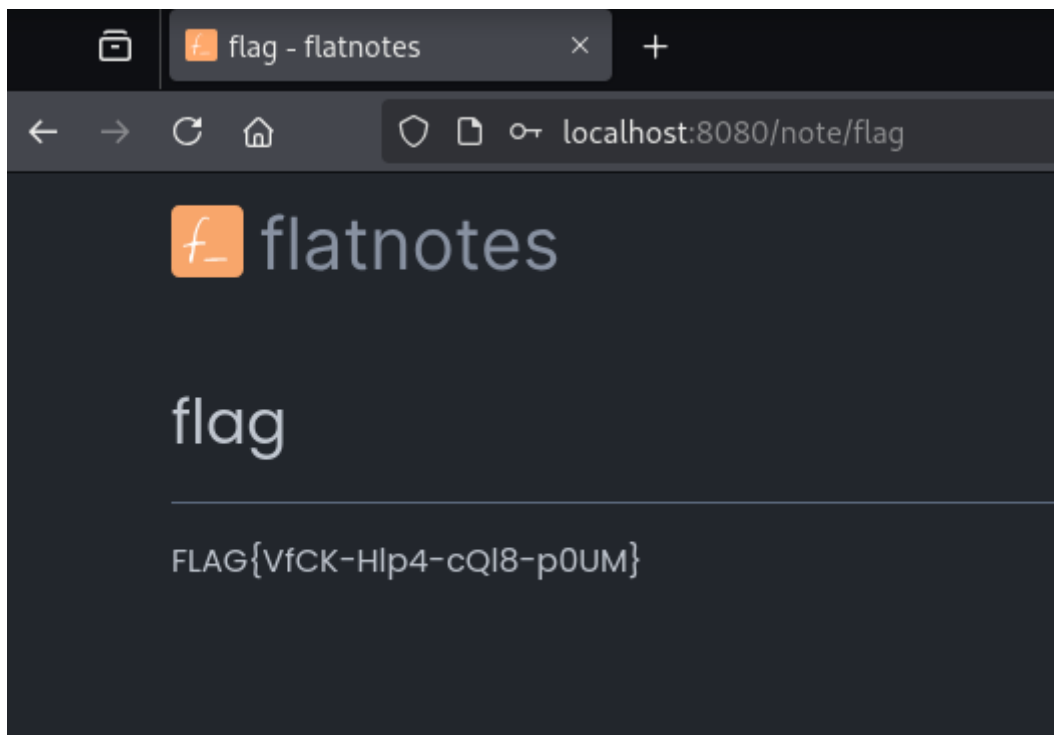 flag - flatnotes
localhost:8080/note/flag
flatnotes
flag
FLAG{VfCK-Hlp4-cQl8-p0UM}